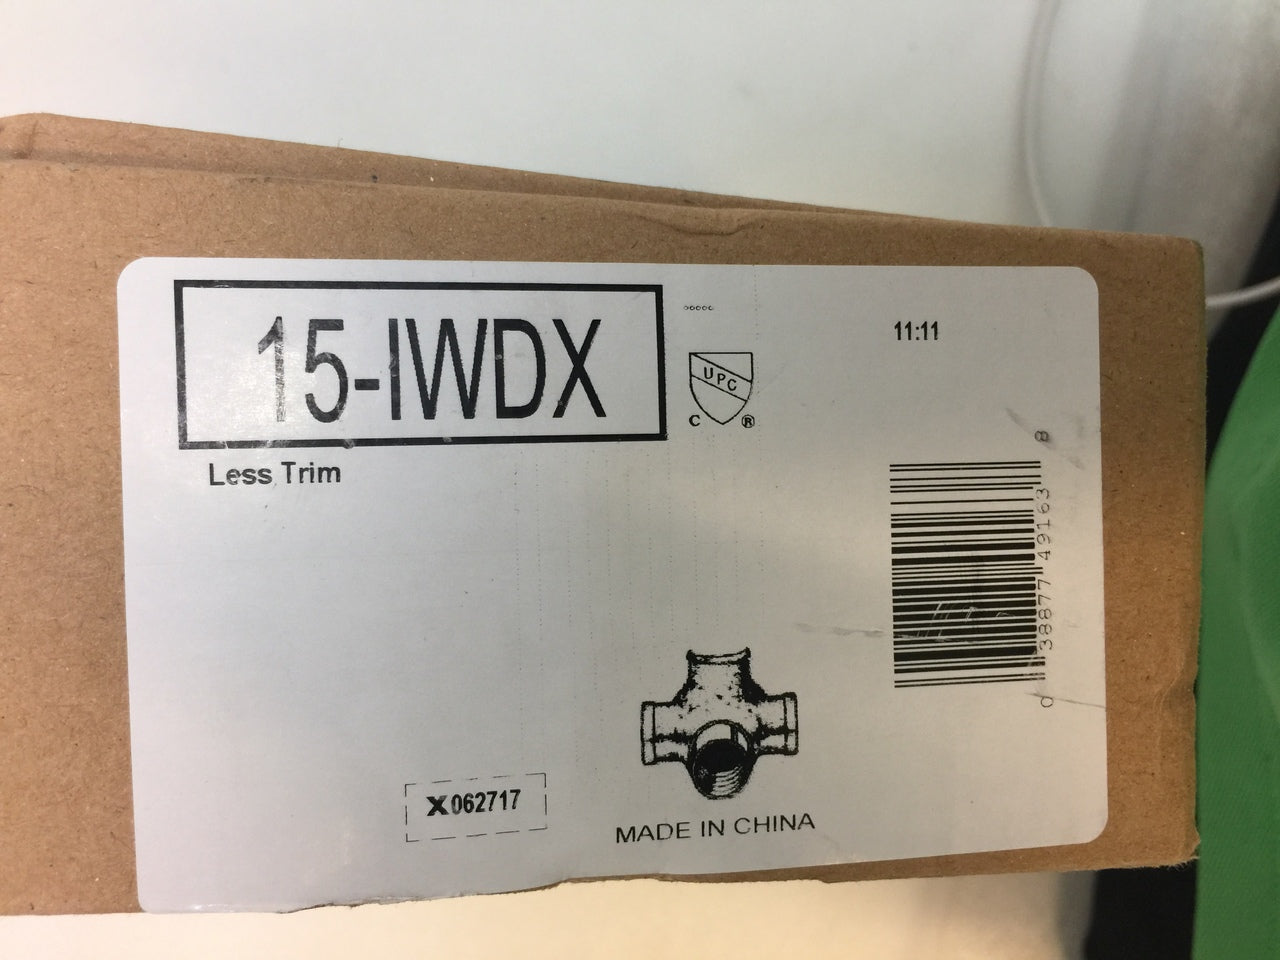 15-IWDX
Less Trim
UPC
C ®
11:11
0 38877 49163 8
X062717
MADE IN CHINA